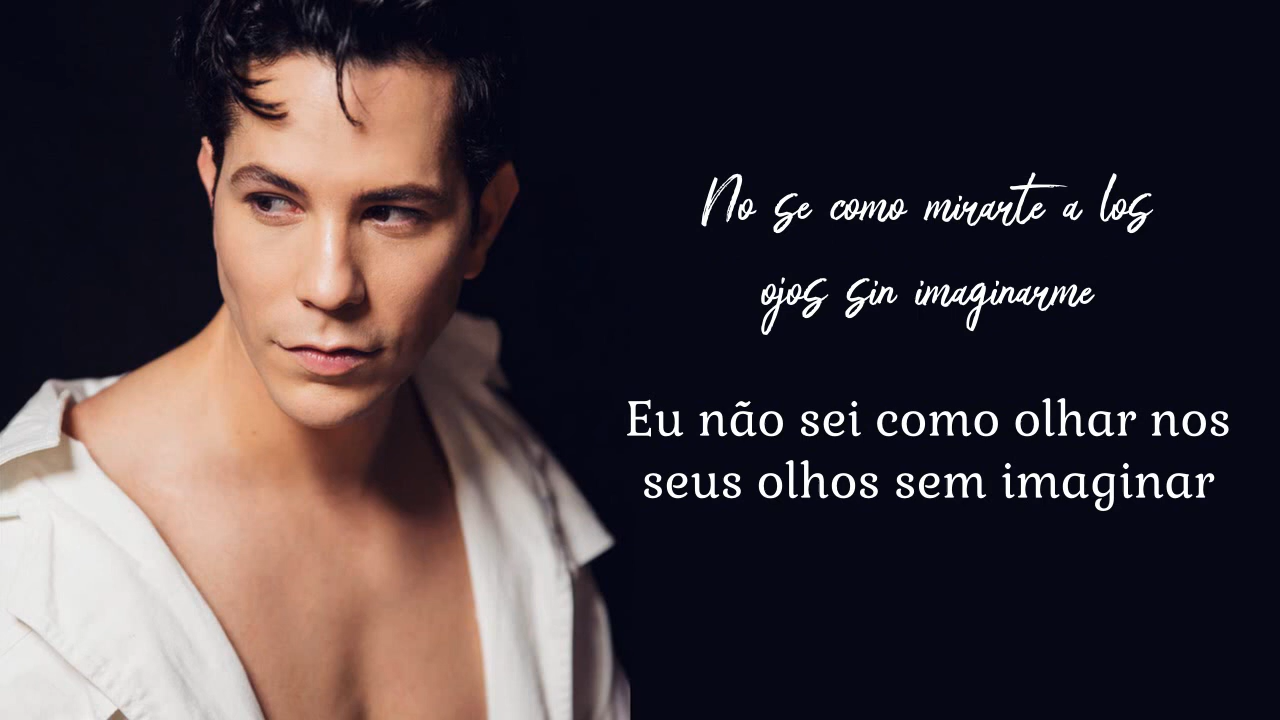 No se como mirarte a los
ojos sin imaginarme
Eu não sei como olhar nos
seus olhos sem imaginar